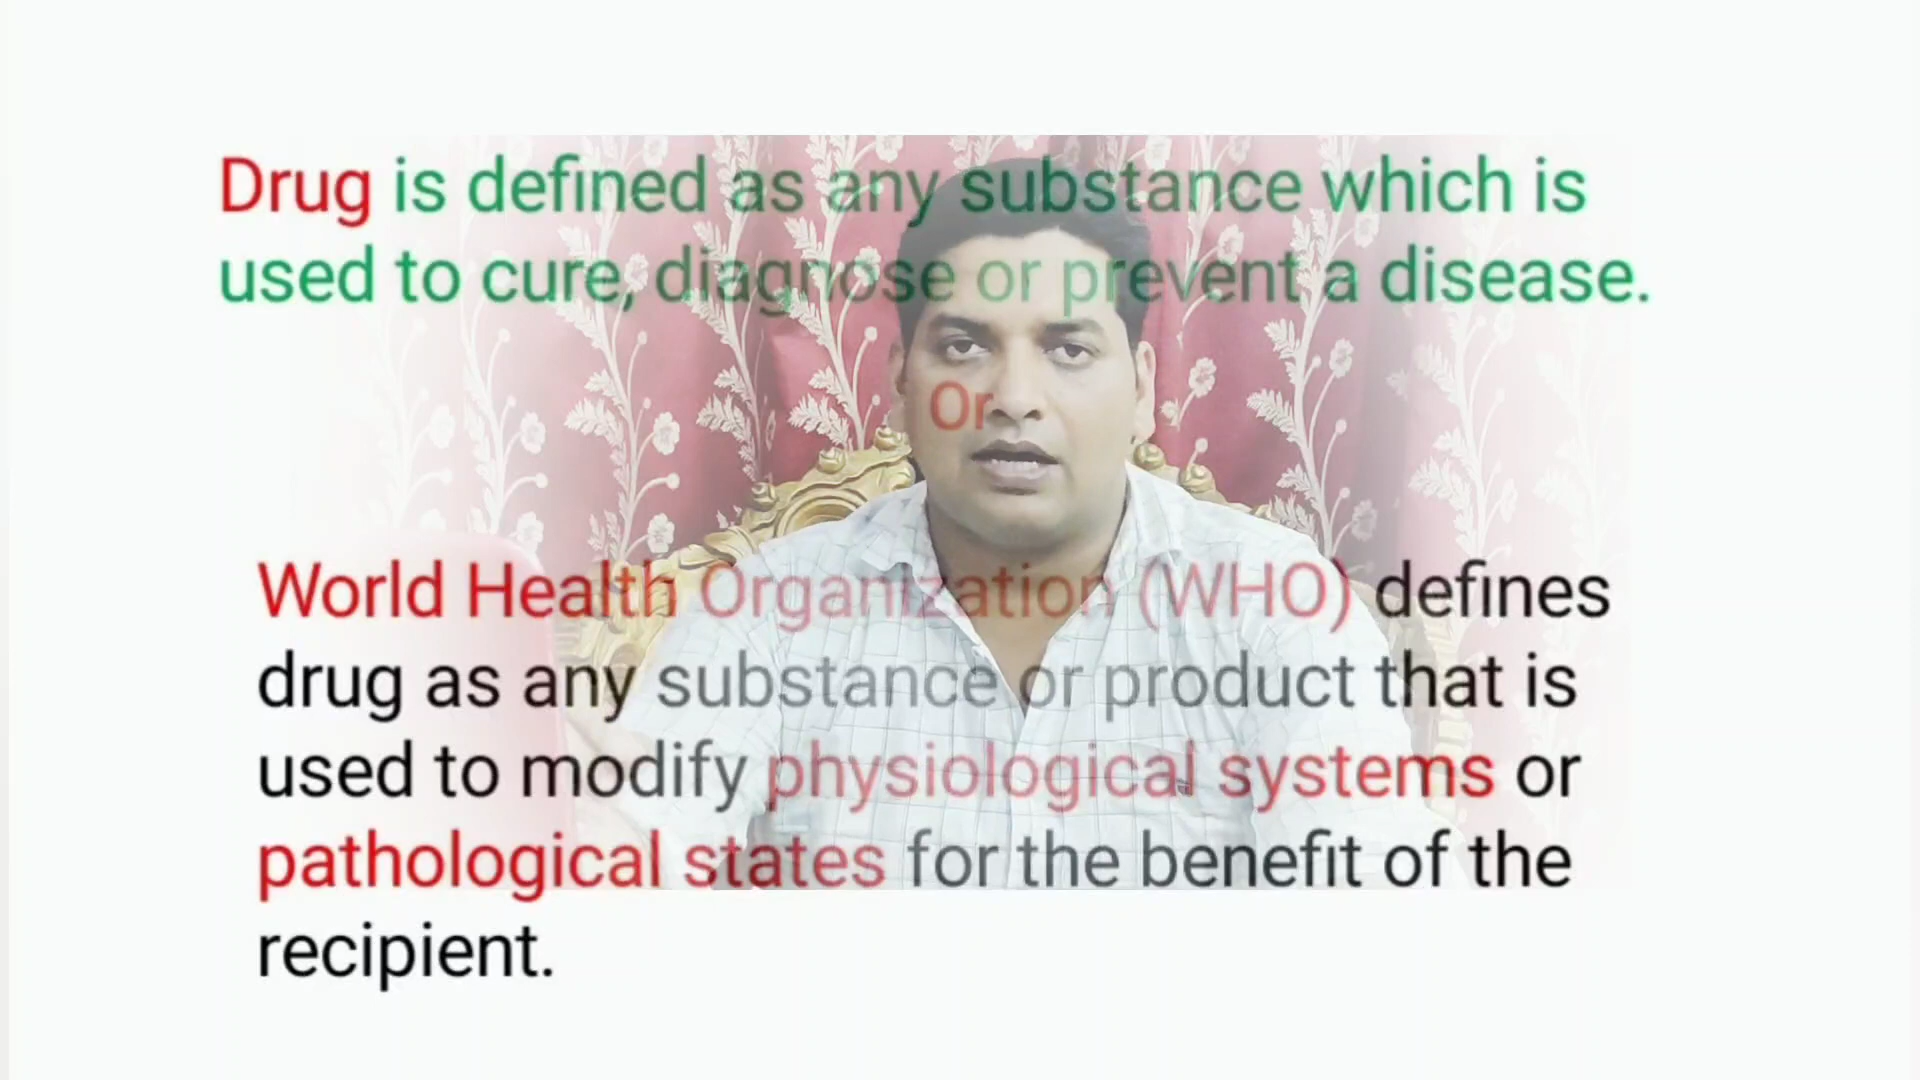 Drug is defined as any substance which is
used to cure, diagnose or prevent a disease.
Or
World Health Organization (WHO) defines
drug as any substance or product that is
used to modify physiological systems or
pathological states for the benefit of the
recipient.